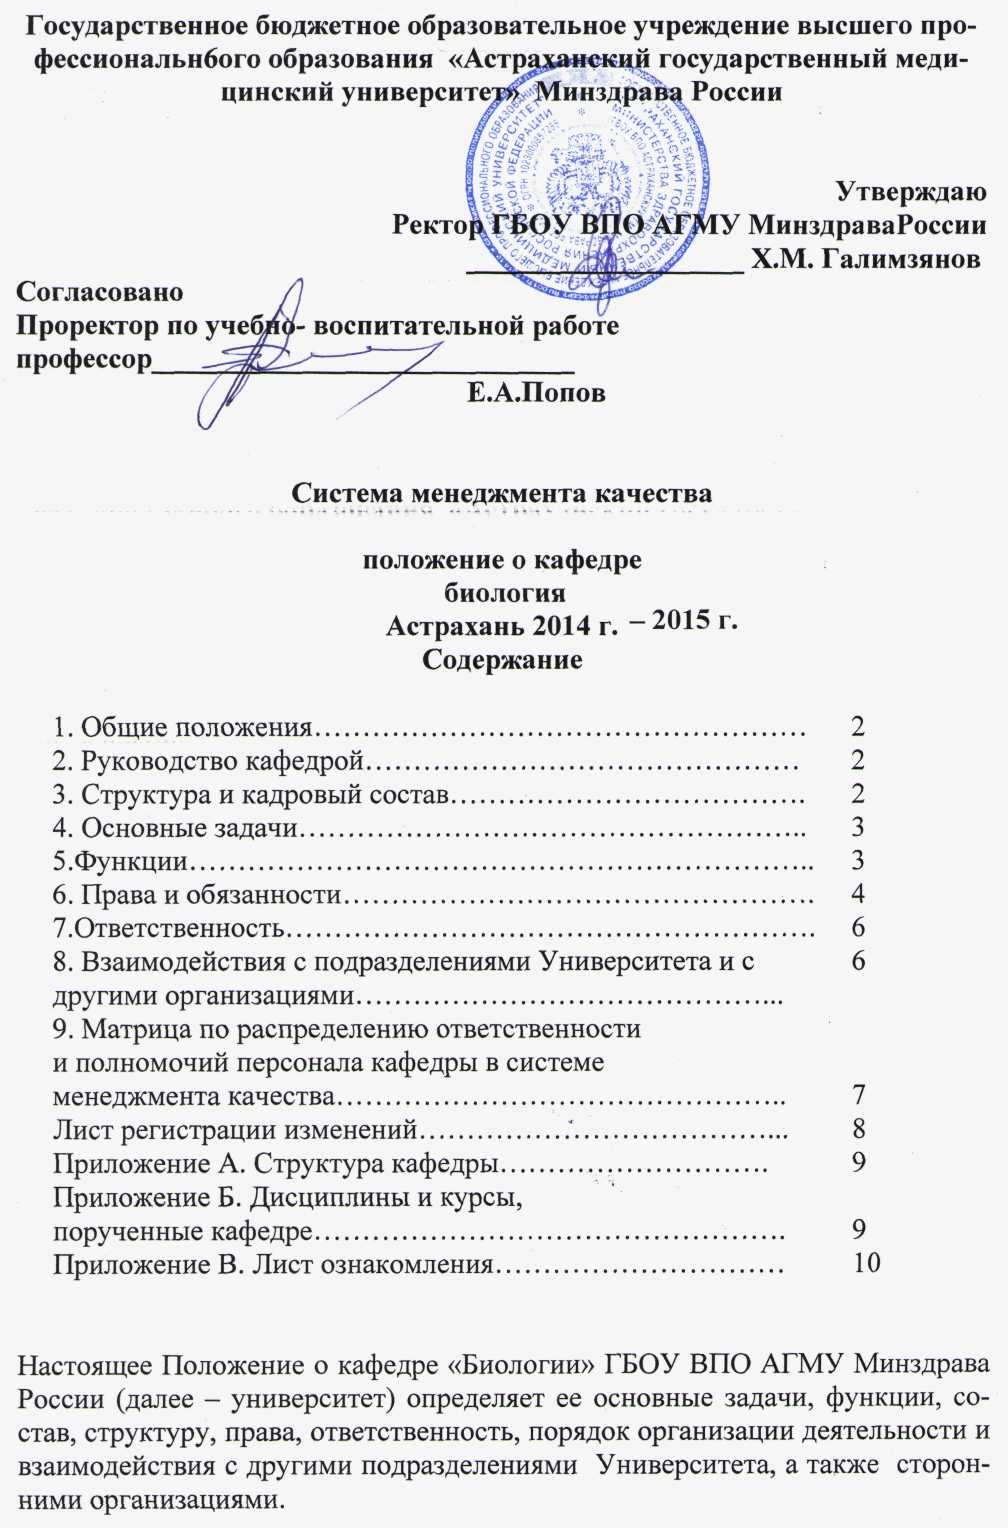 Государственное бюджетное образовательное учреждение высшего про-
фессиональн6ого образования «Астраханский государственный меди-
цинский университет» Минздрава России
Утверждаю
Ректор ГБОУ ВПО АГМУ МинздраваРоссии
____________________ Х.М. Галимзянов
Согласовано
Проректор по учебно- воспитательной работе
профессор______________________________
Е.А.Попов
Система менеджмента качества
положение о кафедре
биология
Астрахань 2014 г. – 2015 г.
Содержание
1. Общие положения…………………………………………… 2
2. Руководство кафедрой……………………………………… 2
3. Структура и кадровый состав………………………………. 2
4. Основные задачи…………………………………………….. 3
5.Функции……………………………………………………….. 3
6. Права и обязанности………………………………………… 4
7.Ответственность………………………………………………. 6
8. Взаимодействия с подразделениями Университета и с 6
другими организациями……………………………………...
9. Матрица по распределению ответственности
и полномочий персонала кафедры в системе
менеджмента качества……………………………………….. 7
Лист регистрации изменений………………………………... 8
Приложение А. Структура кафедры……………………… 9
Приложение Б. Дисциплины и курсы,
порученные кафедре…………………………………………. 9
Приложение В. Лист ознакомления………………………… 10
Настоящее Положение о кафедре «Биологии» ГБОУ ВПО АГМУ Минздрава
России (далее – университет) определяет ее основные задачи, функции, со-
став, структуру, права, ответственность, порядок организации деятельности и
взаимодействия с другими подразделениями Университета, а также сторон-
ними организациями.